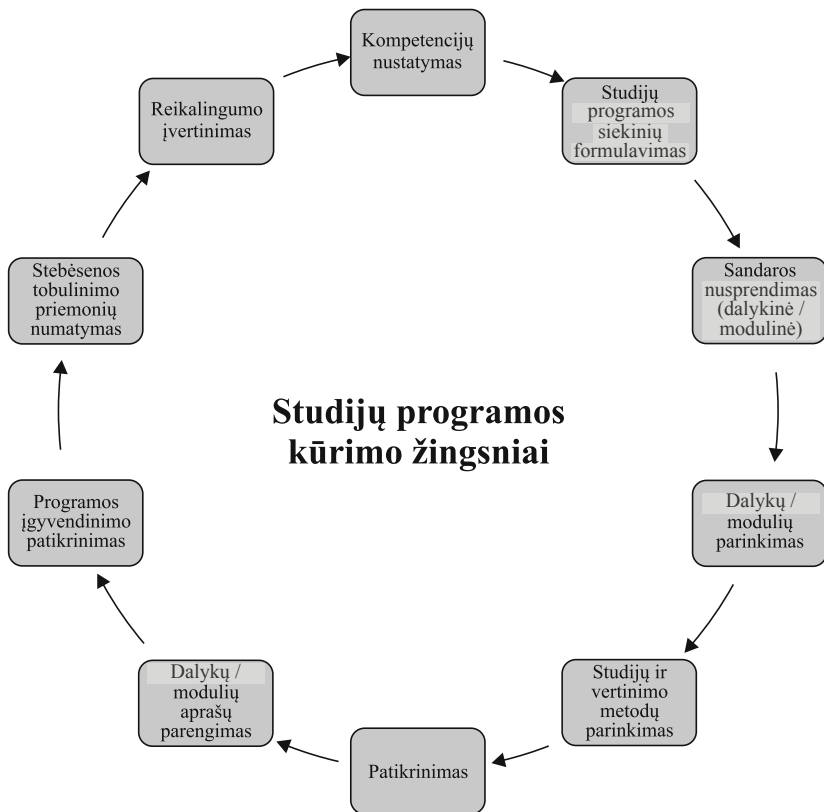 Kompetencijų
nustatymas
Studijų
programos
siekinių
formulavimas
Sandaros
nusprendimas
(dalykinė /
modulinė)
Dalykų /
modulių
parinkimas
Studijų ir
vertinimo
metodų
parinkimas
Patikrinimas
Dalykų /
modulių
aprašų
parengimas
Programos
įgyvendinimo
patikrinimas
Stebėsenos
tobulinimo
priemonių
numatymas
Reikalingumo
įvertinimas
Studijų programos
kūrimo žingsniai